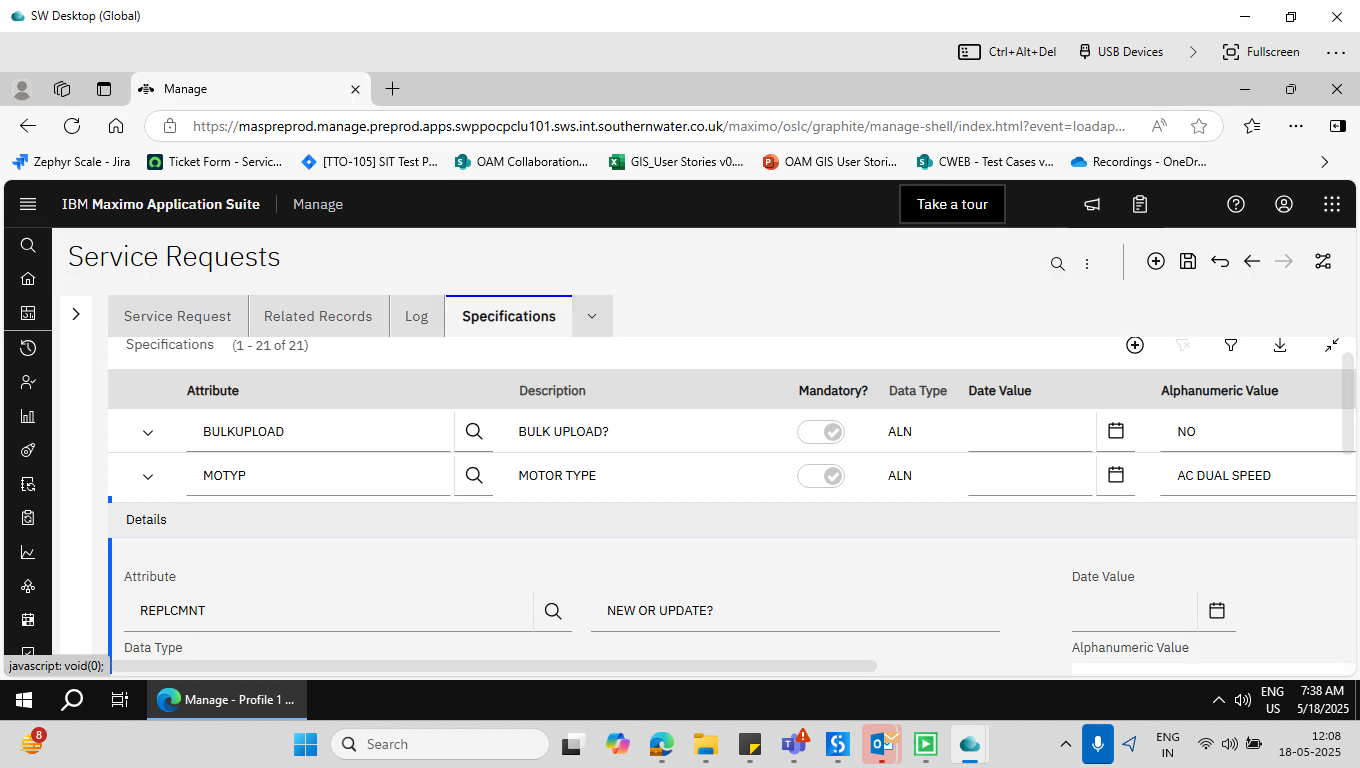 SW Desktop (Global)
Ctrl+Alt+Del USB Devices Fullscreen
Manage
https://maspreprod.manage.preprod.apps.swppocpclu101.sws.int.southernwater.co.uk/maximo/oslc/graphite/manage-shell/index.html?event=loadap...
Zephyr Scale - Jira Ticket Form - Servic... [TTO-105] SIT Test P... OAM Collaboration... GIS_User Stories v0.... OAM GIS User Stori... CWEB - Test Cases v... Recordings - OneDr...
IBM Maximo Application Suite Manage Take a tour
Service Requests
Service Request Related Records Log Specifications
Specifications (1 - 21 of 21)
Attribute Description Mandatory? Data Type Date Value Alphanumeric Value
BULKUPLOAD BULK UPLOAD? ALN NO
MOTYP MOTOR TYPE ALN AC DUAL SPEED
Details
Attribute Date Value
REPLCMNT NEW OR UPDATE?
Data Type Alphanumeric Value
javascript: void(0);
Manage - Profile 1 ... ENG US 7:38 AM 5/18/2025
8 Search ENG IN 12:08 18-05-2025